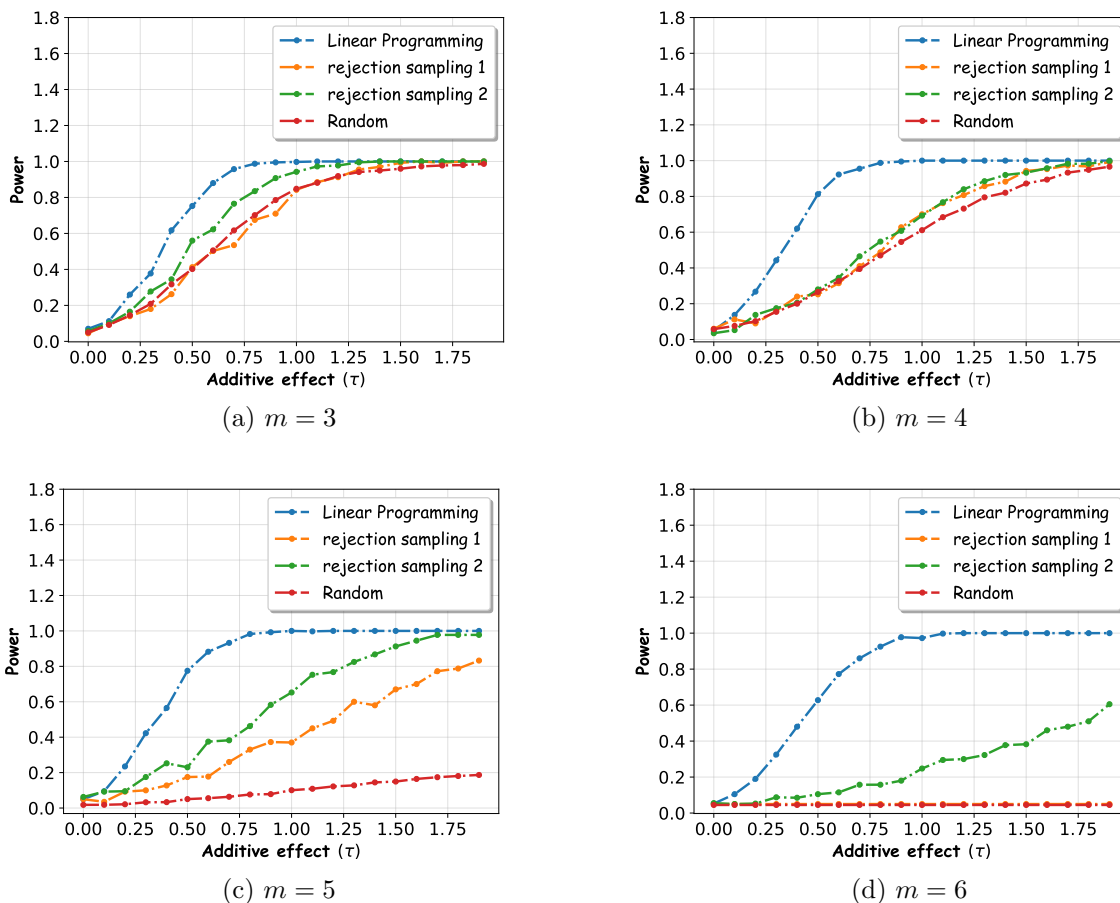 1.8
1.6
1.4
1.2
1.0
0.8
0.6
0.4
0.2
0.0
Power
Linear Programming
rejection sampling 1
rejection sampling 2
Random
0.00 0.25 0.50 0.75 1.00 1.25 1.50 1.75
Additive effect (τ)
(a) m = 3
1.8
1.6
1.4
1.2
1.0
0.8
0.6
0.4
0.2
0.0
Power
Linear Programming
rejection sampling 1
rejection sampling 2
Random
0.00 0.25 0.50 0.75 1.00 1.25 1.50 1.75
Additive effect (τ)
(b) m = 4
1.8
1.6
1.4
1.2
1.0
0.8
0.6
0.4
0.2
0.0
Power
Linear Programming
rejection sampling 1
rejection sampling 2
Random
0.00 0.25 0.50 0.75 1.00 1.25 1.50 1.75
Additive effect (τ)
(c) m = 5
1.8
1.6
1.4
1.2
1.0
0.8
0.6
0.4
0.2
0.0
Power
Linear Programming
rejection sampling 1
rejection sampling 2
Random
0.00 0.25 0.50 0.75 1.00 1.25 1.50 1.75
Additive effect (τ)
(d) m = 6